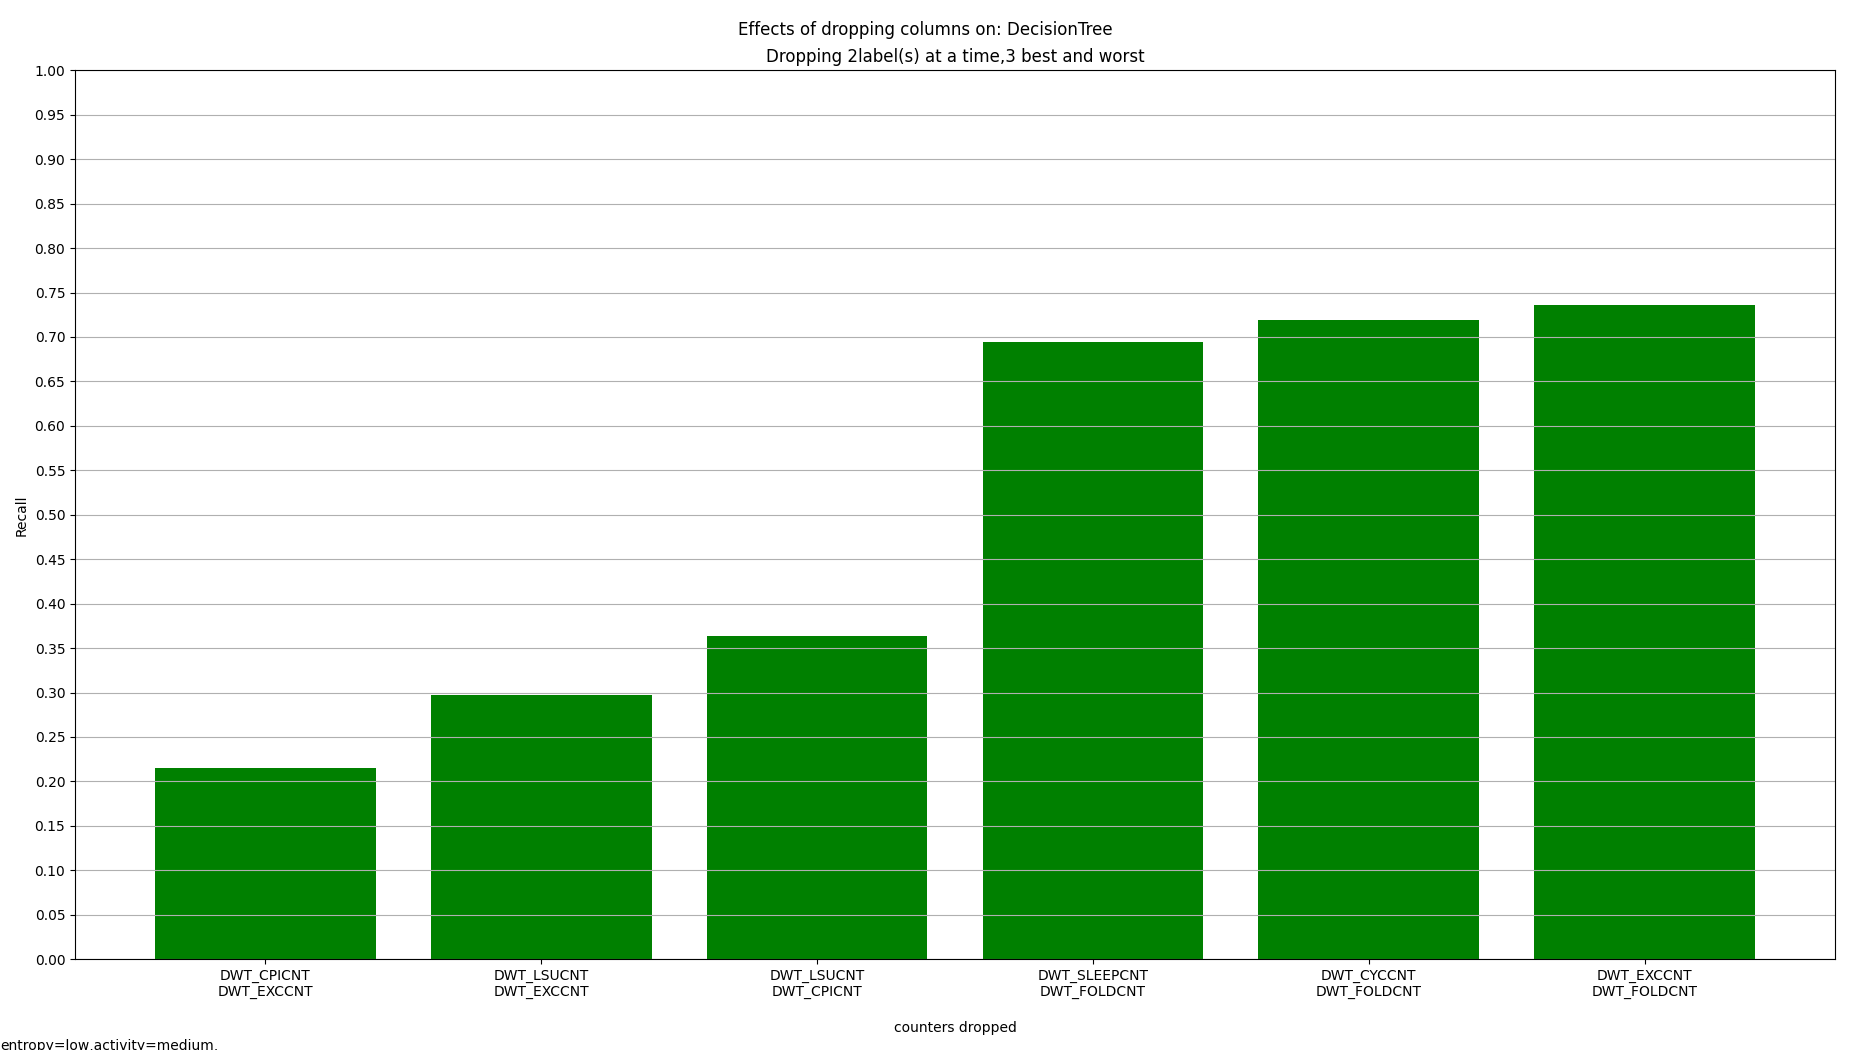 Effects of dropping columns on: DecisionTree
Dropping 2label(s) at a time,3 best and worst
1.00
0.95
0.90
0.85
0.80
0.75
0.70
0.65
0.60
0.55
0.50
0.45
0.40
0.35
0.30
0.25
0.20
0.15
0.10
0.05
0.00
Recall
DWT_CPICNT
DWT_EXCCNT
DWT_LSUCNT
DWT_EXCCNT
DWT_LSUCNT
DWT_CPICNT
DWT_SLEEPCNT
DWT_FOLDCNT
DWT_CYCCNT
DWT_FOLDCNT
DWT_EXCCNT
DWT_FOLDCNT
counters dropped
entropy=low,activity=medium,